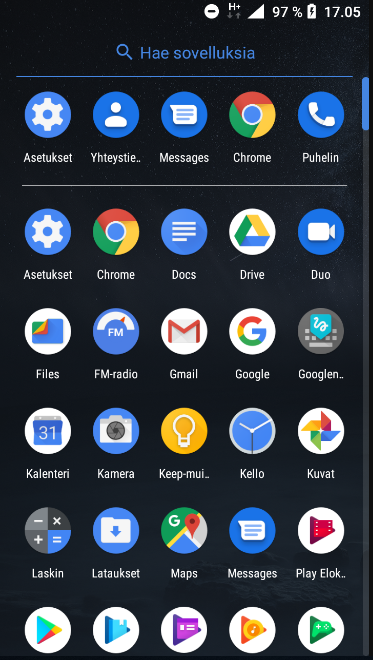 H+ 97 % 17.05
Hae sovelluksia
Asetukset Yhteystie.. Messages Chrome Puhelin
Asetukset Chrome Docs Drive Duo
FM
Files FM-radio Gmail Google Googlen..
31
Kalenteri Kamera Keep-mui.. Kello Kuvat
Laskin Lataukset Maps Messages Play Elok..